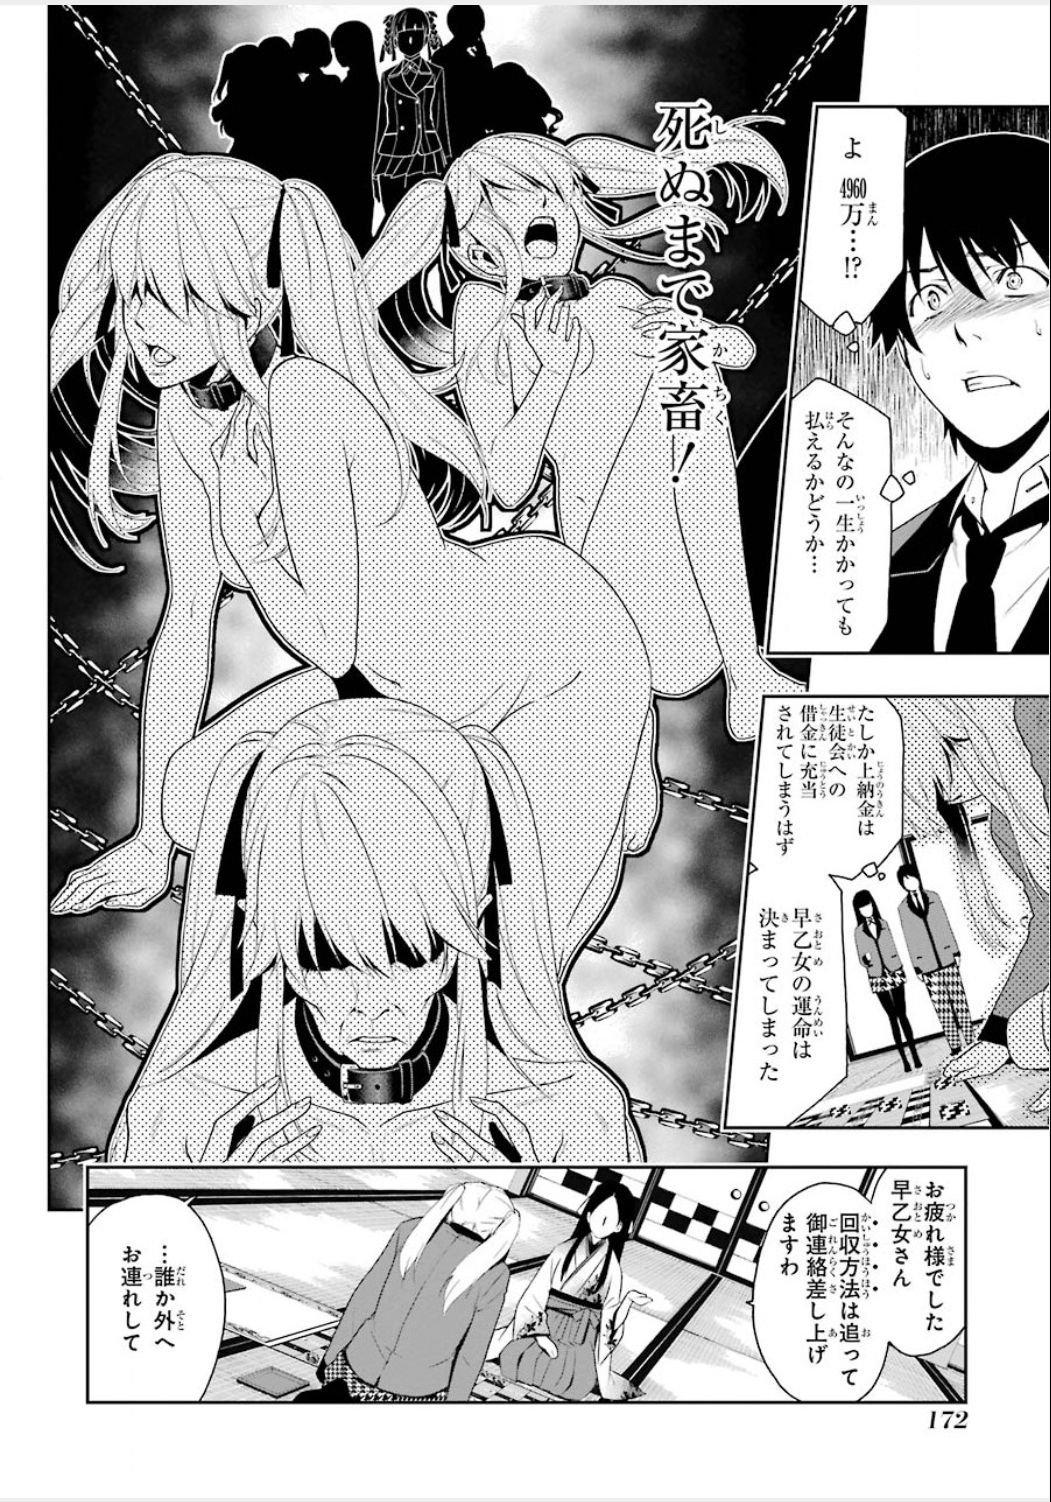 よ
4960万…!?
そんなの一生かかっても
払えるかどうか…
死ぬまで家畜！
たしか上納金は
生徒会への
借金に充当
されてしまうはず
早乙女の運命は
決まってしまった
お疲れ様でした
早乙女さん
回収方法は追って
御連絡差し上げ
ますわ
…誰か外へ
お連れして
172